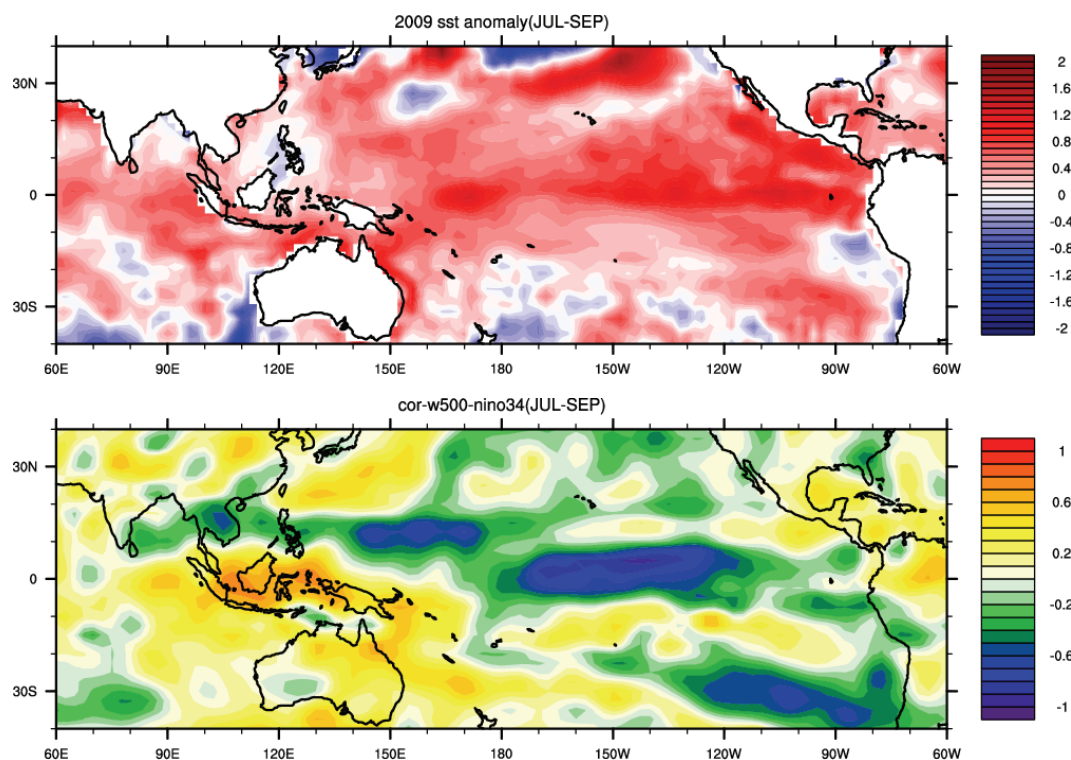 2009 sst anomaly(JUL-SEP)
30N
0
30S
60E 90E 120E 150E 180 150W 120W 90W 60W
2
1.6
1.2
0.8
0.4
0
-0.4
-0.8
-1.2
-1.6
-2
cor-w500-nino34(JUL-SEP)
30N
0
30S
60E 90E 120E 150E 180 150W 120W 90W 60W
1
0.6
0.2
-0.2
-0.6
-1